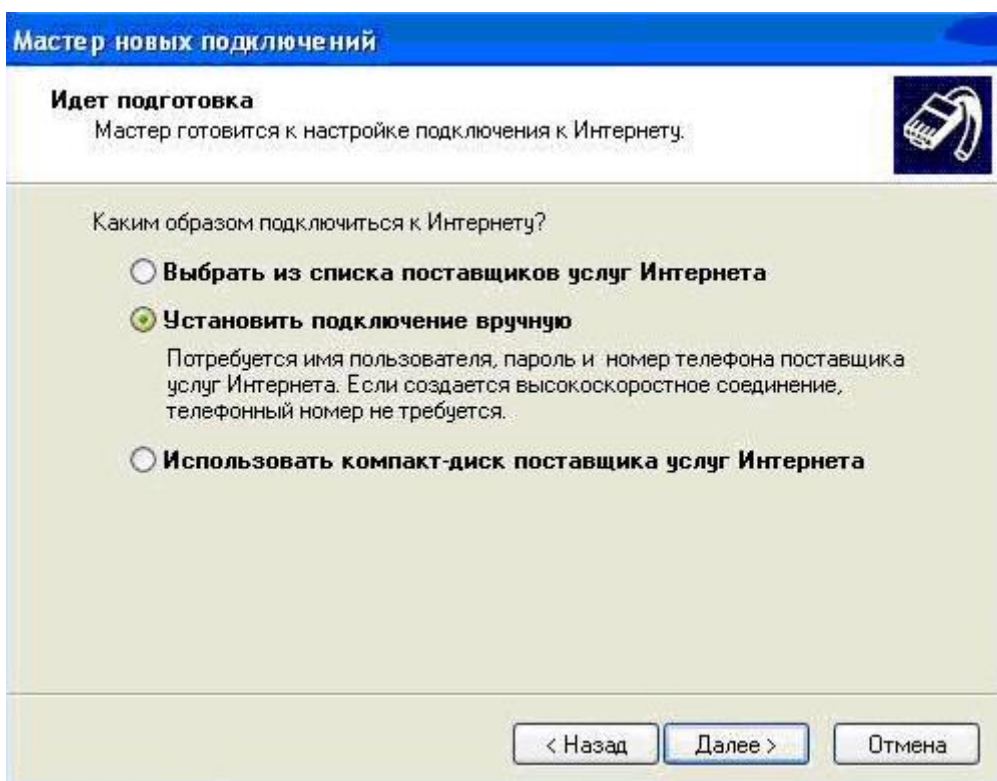 Мастер новых подключений
Идет подготовка
Мастер готовится к настройке подключения к Интернету.
Каким образом подключиться к Интернету?
Выбрать из списка поставщиков услуг Интернета
Установить подключение вручную
Потребуется имя пользователя, пароль и номер телефона поставщика
услуг Интернета. Если создается высокоскоростное соединение,
телефонный номер не требуется.
Использовать компакт-диск поставщика услуг Интернета
< Назад Далее > Отмена